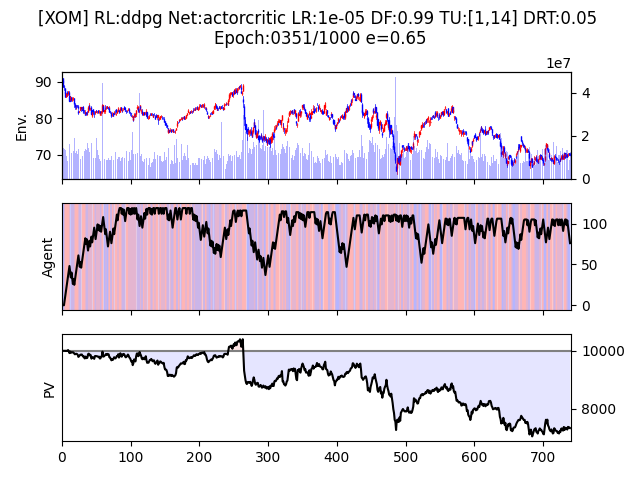 [XOM] RL:ddpg Net:actorcritic LR:1e-05 DF:0.99 TU:[1,14] DRT:0.05
Epoch:0351/1000 e=0.65
1e7
90
80
70
Env.
4
2
0
Agent
100
50
0
PV
10000
8000
0 100 200 300 400 500 600 700